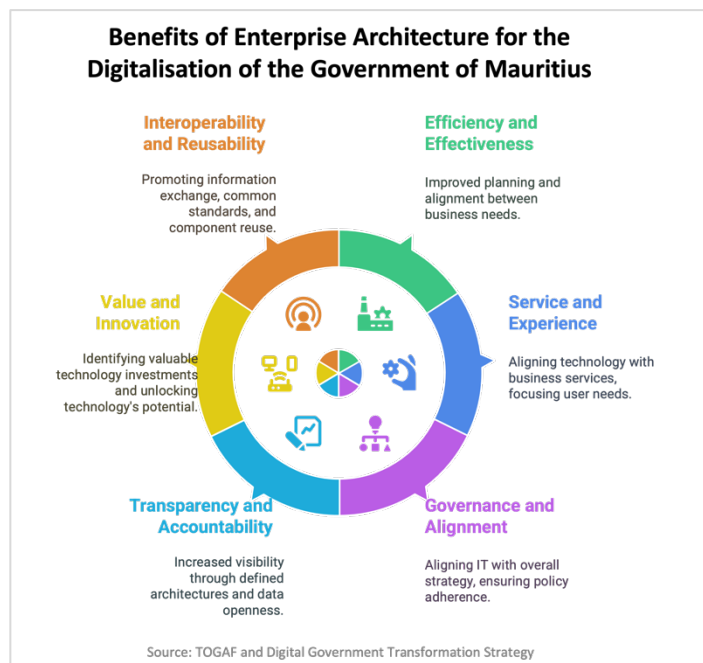 Benefits of Enterprise Architecture for the
Digitalisation of the Government of Mauritius
Interoperability
and Reusability
Promoting information
exchange, common
standards, and
component reuse.
Efficiency and
Effectiveness
Improved planning and
alignment between
business needs.
Value and
Innovation
Identifying valuable
technology investments
and unlocking
technology's potential.
Service and
Experience
Aligning technology with
business services,
focusing user needs.
Transparency and
Accountability
Increased visibility
through defined
architectures and data
openness.
Governance and
Alignment
Aligning IT with overall
strategy, ensuring policy
adherence.
Source: TOGAF and Digital Government Transformation Strategy